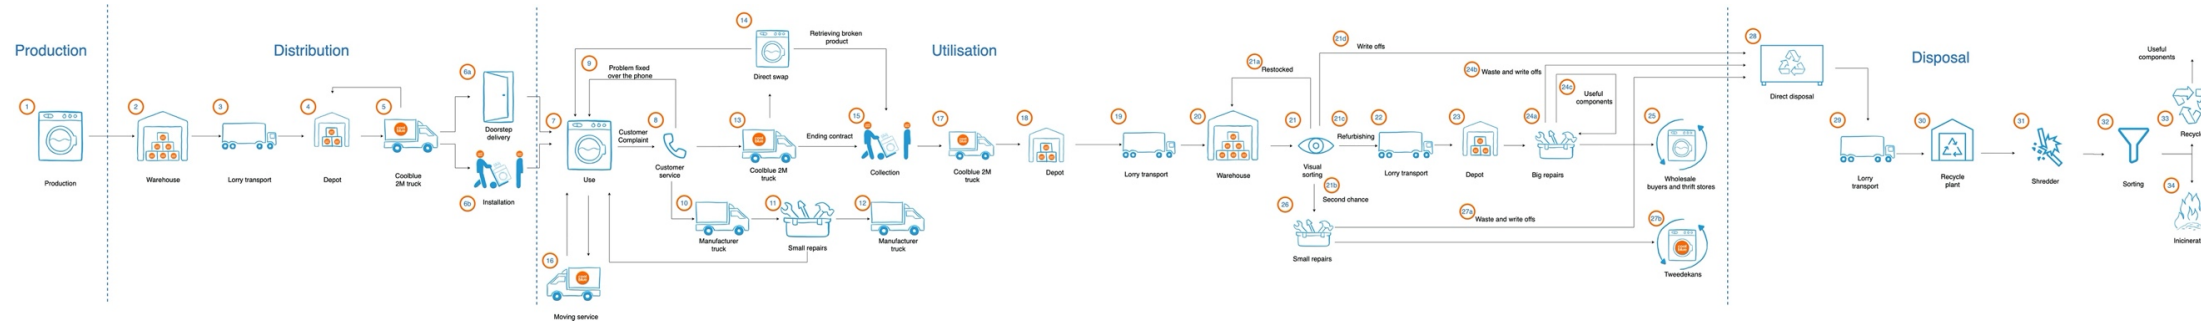 Production
Distribution
Utilisation
Disposal
1
Production
2
Warehouse
3
Lorry transport
4
Depot
5
Coolblue
2M truck
6a
Doorstep
delivery
6b
Installation
7
Use
9
Problem fixed
over the phone
Customer
Complaint
8
Customer
service
10
Manufacturer
truck
11
Small repairs
12
Manufacturer
truck
13
Coolblue 2M
truck
14
Direct swap
Retrieving broken
product
Ending contract
15
Collection
16
Moving service
17
Coolblue 2M
truck
18
Depot
19
Lorry transport
20
Warehouse
21a
Restocked
21
Visual
sorting
21b
Second chance
21c
Refurbishing
21d
Write offs
22
Lorry transport
23
Depot
24a
Big repairs
24b
Waste and write offs
24c
Useful
components
25
Wholesale
buyers and thrift stores
26
Small repairs
27a
Waste and write offs
27b
Tweedekans
28
Direct disposal
29
Lorry
transport
30
Recycle
plant
31
Shredder
32
Sorting
Useful
components
33
Recycl
34
Inicinerat